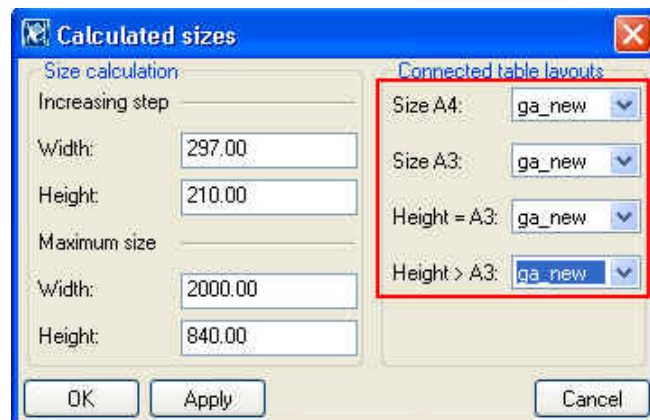 Calculated sizes
Size calculation
Increasing step
Width: 297.00
Height: 210.00
Maximum size
Width: 2000.00
Height: 840.00
Connected table layouts
Size A4: ga_new
Size A3: ga_new
Height = A3: ga_new
Height > A3: ga_new
OK Apply Cancel